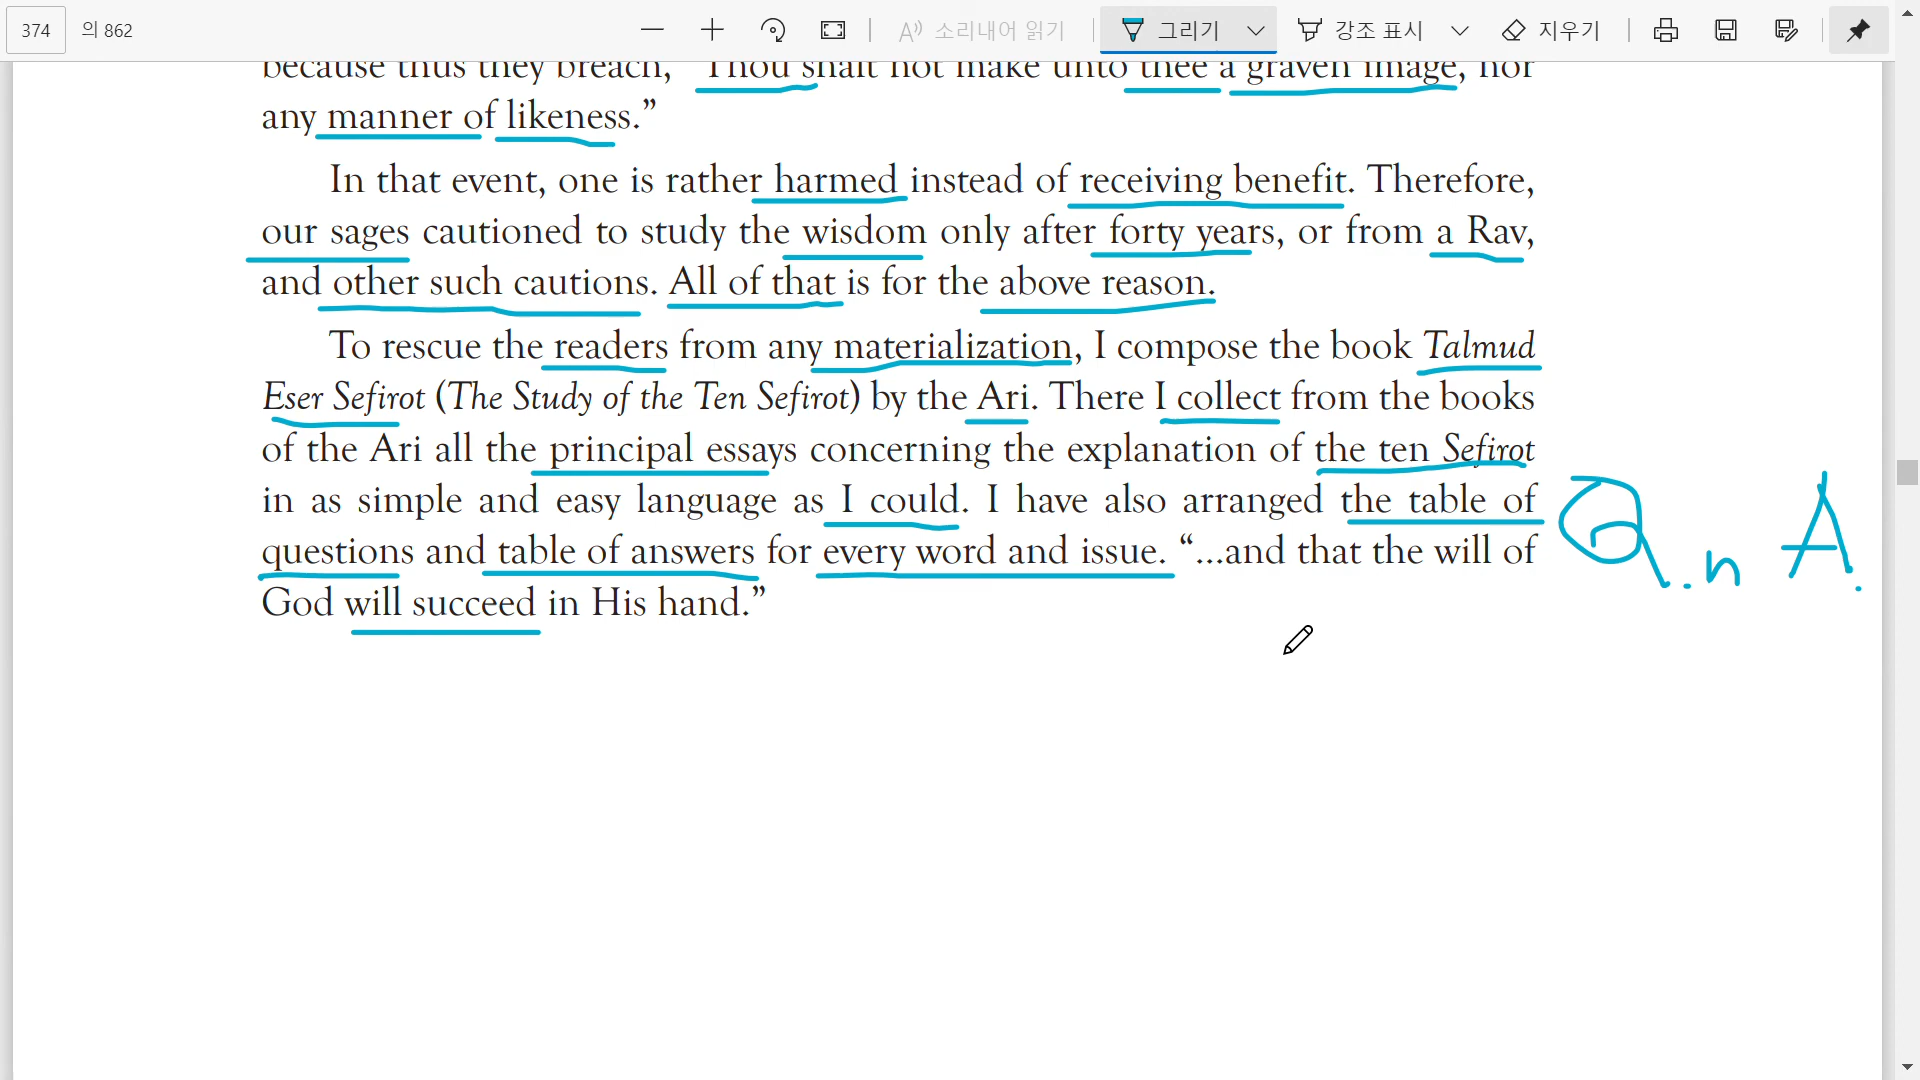 374 의 862 A 소리내어 읽기 그리기 강조 표시 지우기
because thus they breach, “Thou shalt not make unto thee a graven image, nor
any manner of likeness.”
In that event, one is rather harmed instead of receiving benefit. Therefore,
our sages cautioned to study the wisdom only after forty years, or from a Rav,
and other such cautions. All of that is for the above reason.
To rescue the readers from any materialization, I compose the book Talmud
Eser Sefirot (The Study of the Ten Sefirot) by the Ari. There I collect from the books
of the Ari all the principal essays concerning the explanation of the ten Sefirot
in as simple and easy language as I could. I have also arranged the table of
questions and table of answers for every word and issue. “...and that the will of
God will succeed in His hand.”
Q.n A.